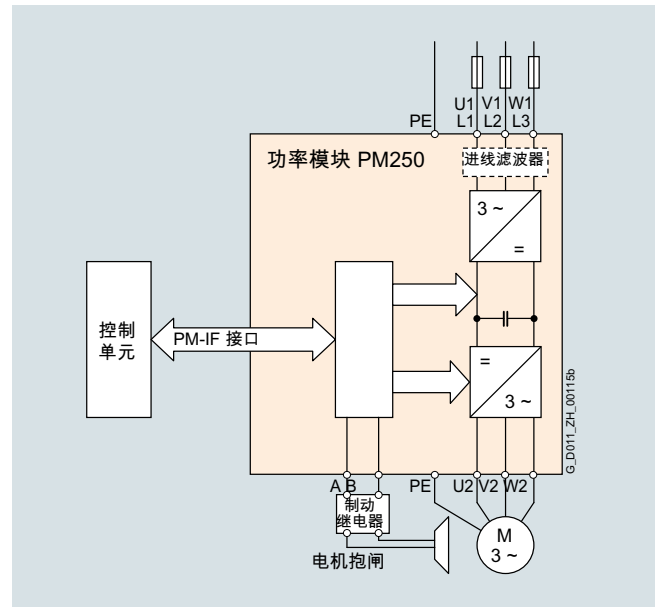 U1 V1 W1
PE L1 L2 L3
功率模块 PM250
进线滤波器
3 ~
=
控制
单元
PM-IF 接口
=
3 ~
G_D011_ZH_00115b
A B PE U2 V2 W2
制动
继电器
M
3 ~
电机抱闸